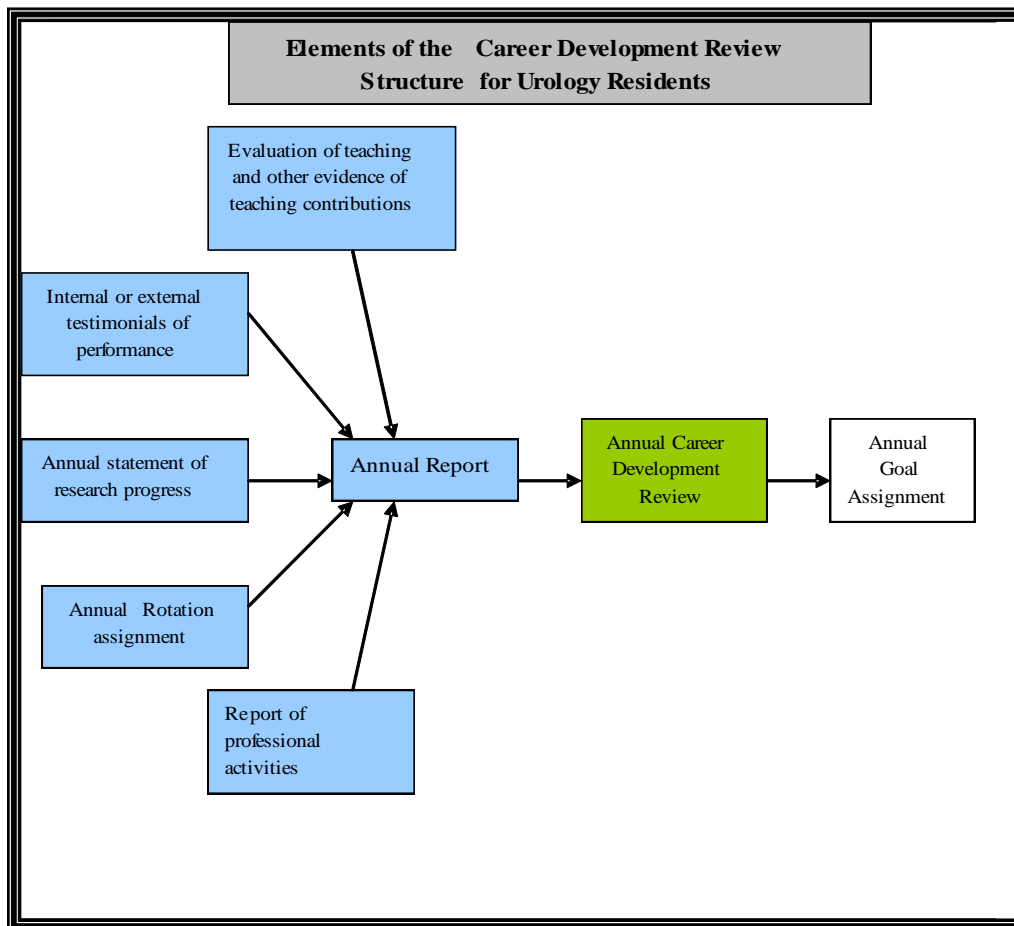 Elements of the Career Development Review
Structure for Urology Residents
Evaluation of teaching
and other evidence of
teaching contributions
Internal or external
testimonials of
performance
Annual statement of
research progress
Annual Report
Annual Career
Development
Review
Annual
Goal
Assignment
Annual Rotation
assignment
Report of
professional
activities